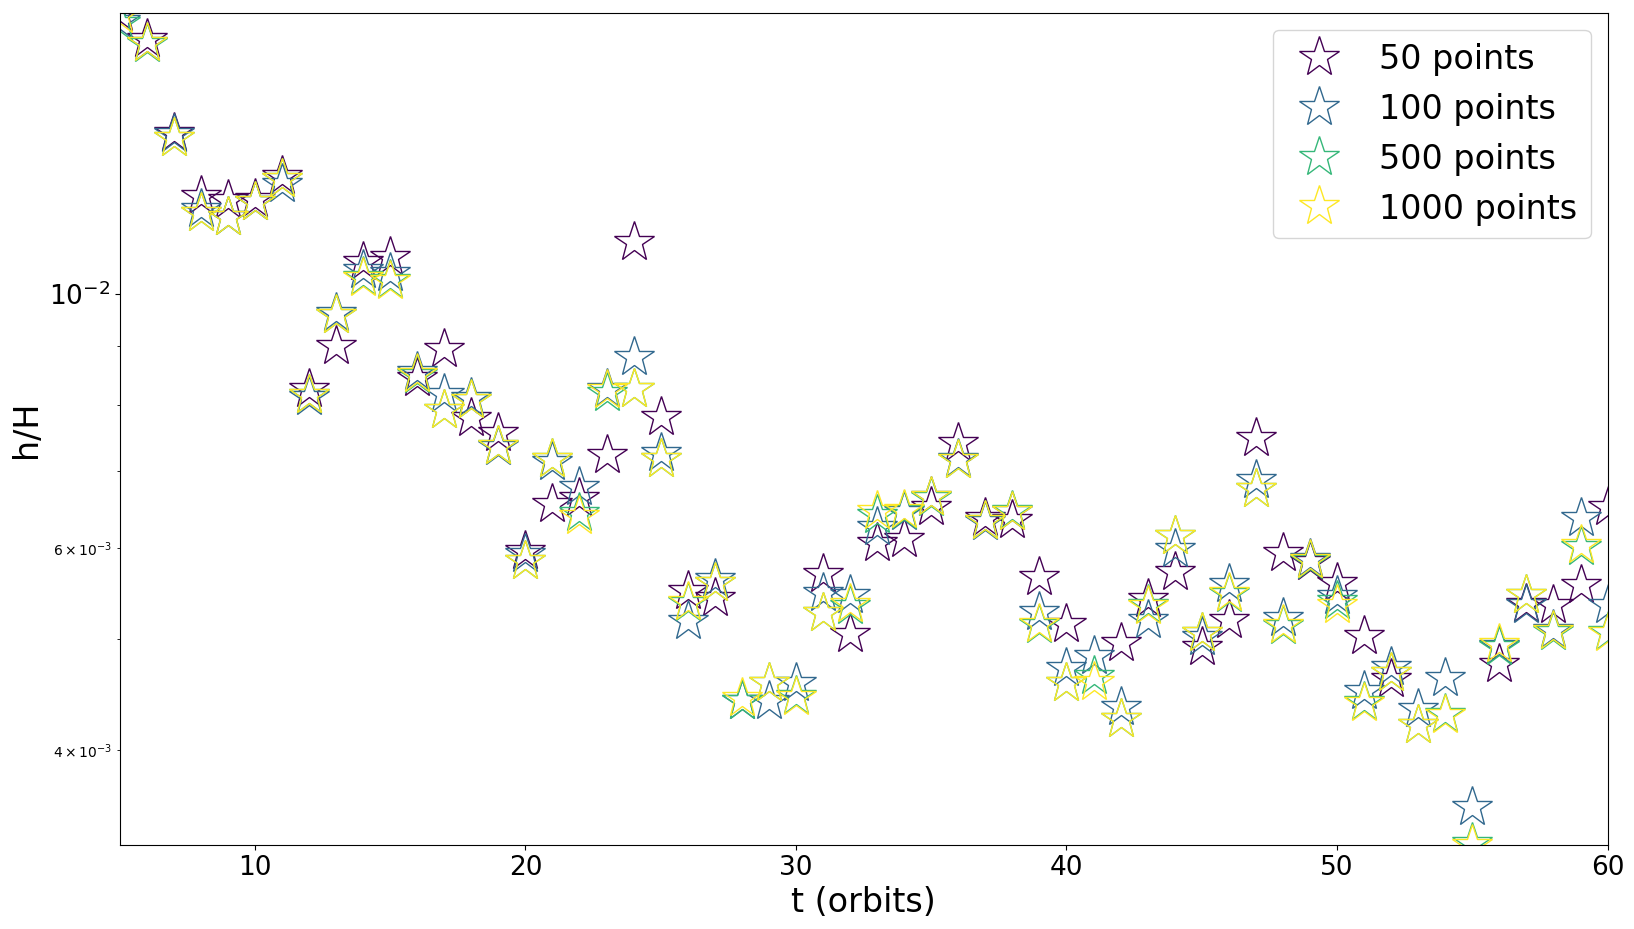 50 points
100 points
500 points
1000 points
10⁻²
6 × 10⁻³
4 × 10⁻³
h/H
10 20 30 40 50 60
t (orbits)